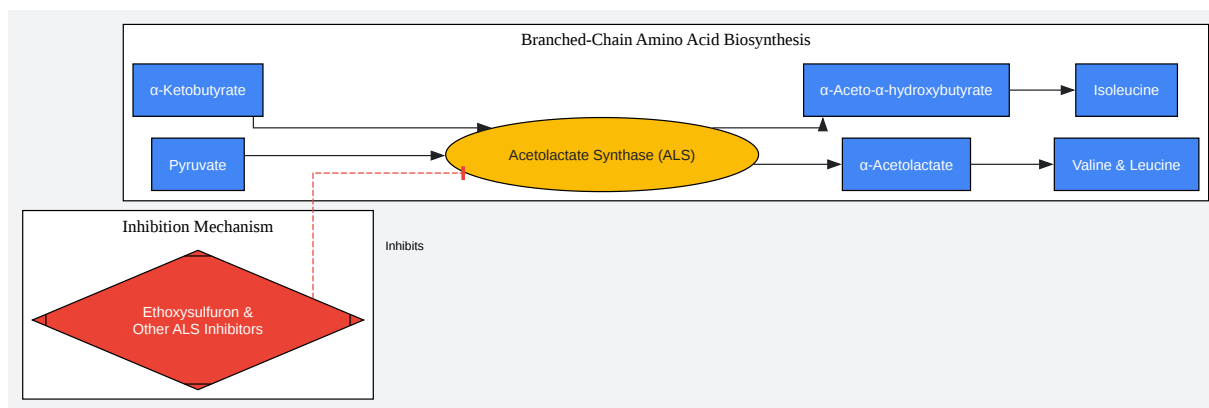 Branched-Chain Amino Acid Biosynthesis
α-Ketobutyrate
α-Aceto-α-hydroxybutyrate
Isoleucine
Pyruvate
Acetolactate Synthase (ALS)
α-Acetolactate
Valine & Leucine
Inhibition Mechanism
Inhibits
Ethoxysulfuron &
Other ALS Inhibitors